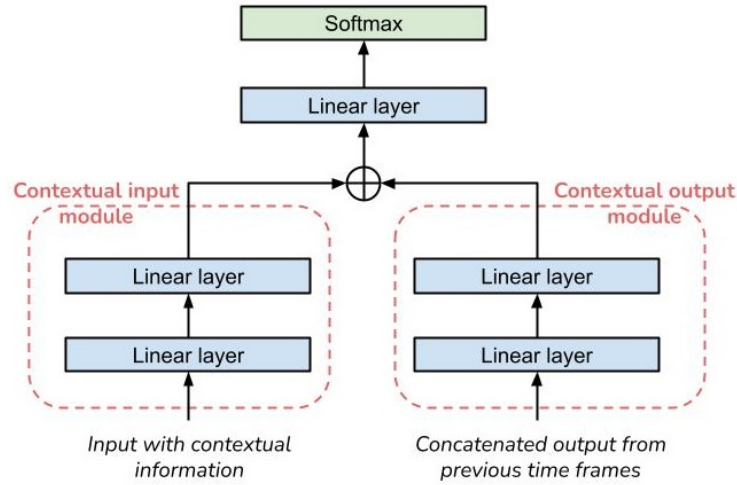 Softmax
Linear layer
Contextual input
module
Contextual output
module
Linear layer
Linear layer
Linear layer
Linear layer
Input with contextual
information
Concatenated output from
previous time frames